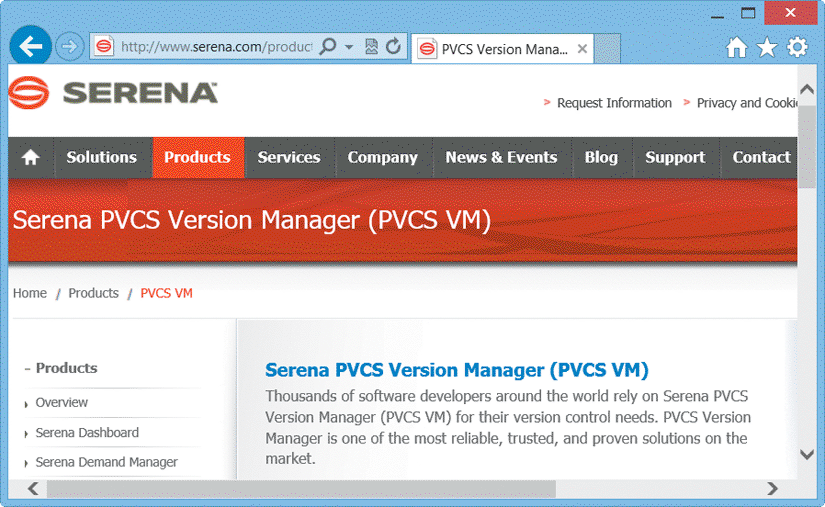 http://www.serena.com/product
PVCS Version Mana...
SERENA™
> Request Information > Privacy and Cookie
Solutions Products Services Company News & Events Blog Support Contact
Serena PVCS Version Manager (PVCS VM)
Home / Products / PVCS VM
- Products
Overview
Serena Dashboard
Serena Demand Manager
Serena PVCS Version Manager (PVCS VM)
Thousands of software developers around the world rely on Serena PVCS
Version Manager (PVCS VM) for their version control needs. PVCS Version
Manager is one of the most reliable, trusted, and proven solutions on the
market.